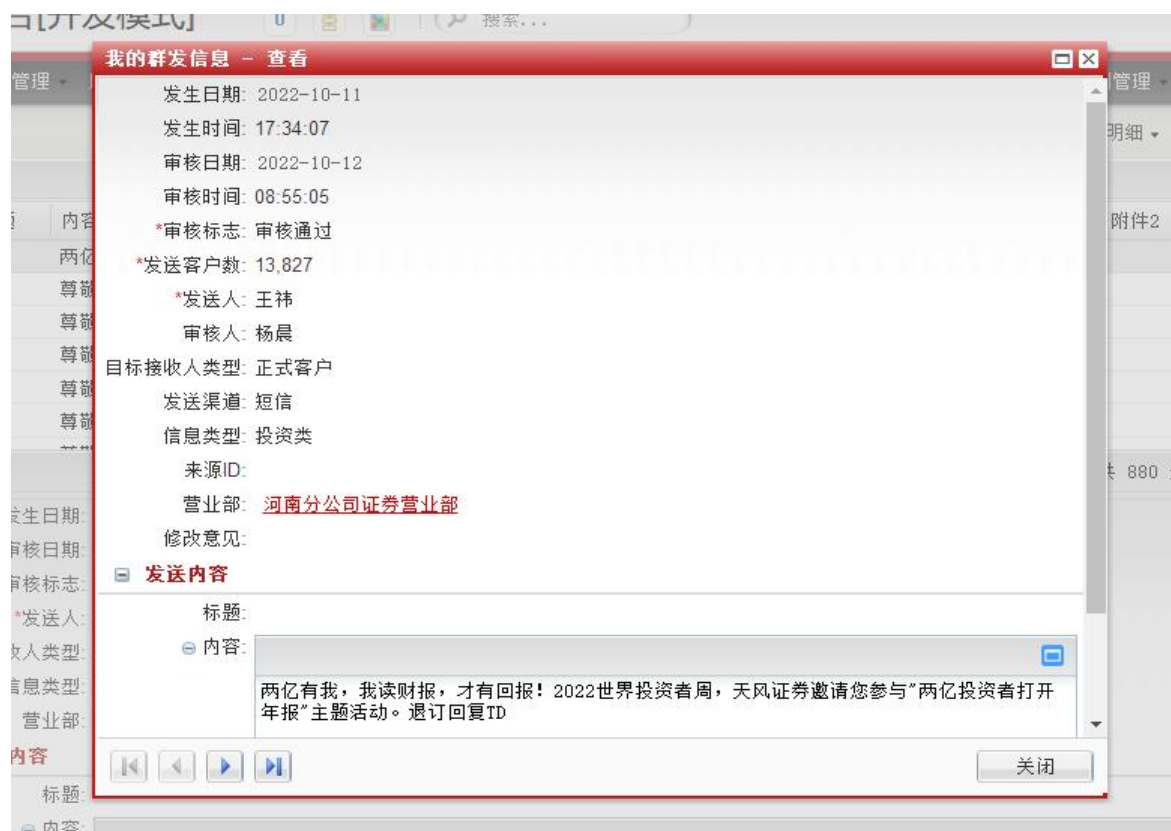 [开发模式]
搜索...
我的群发信息 - 查看
管理
管理
发生日期: 2022-10-11
发生时间: 17:34:07
明细
审核日期: 2022-10-12
审核时间: 08:55:05
内容
附件2
*审核标志: 审核通过
两亿
*发送客户数: 13,827
尊敬
*发送人: 王祎
尊敬
审核人: 杨晨
尊敬
目标接收人类型: 正式客户
尊敬
发送渠道: 短信
尊敬
信息类型: 投资类
来源ID:
共 880
营业部: 河南分公司证券营业部
发生日期:
修改意见:
审核日期:
发送内容
审核标志:
标题:
*发送人:
内容:
收人类型:
信息类型:
两亿有我，我读财报，才有回报！2022世界投资者周，天风证券邀请您参与"两亿投资者打开
年报"主题活动。退订回复TD
营业部:
内容
关闭
标题:
内容: